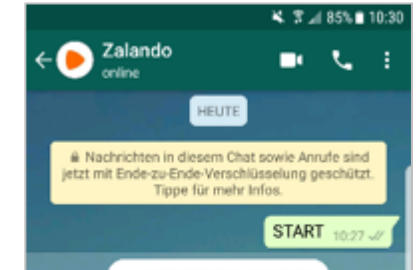 85% 10:30
Zalando
online
HEUTE
Nachrichten in diesem Chat sowie Anrufe sind
jetzt mit Ende-zu-Ende-Verschlüsselung geschützt.
Tippe für mehr Infos.
START 10:27